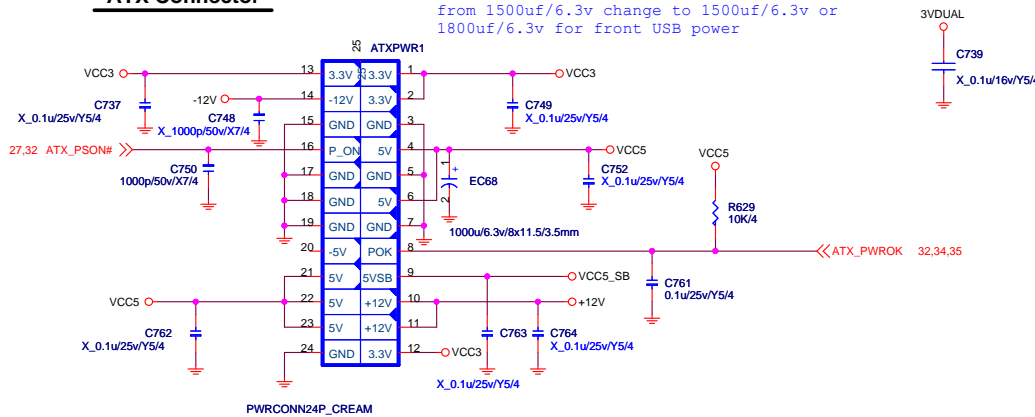 ATX Connector
from 1500uf/6.3v change to 1500uf/6.3v or
1800uf/6.3v for front USB power
3VDUAL
C739
X_0.1u/16v/Y5/4
25 ATXPWR1
VCC3 13 3.3V 3.3V 1 VCC3
25
C737
X_0.1u/25v/Y5/4
-12V 14 -12V 3.3V 2
C748
X_1000p/50v/X7/4
C749
X_0.1u/25v/Y5/4
15 GND GND 3
27,32 ATX_PSON# 16 P_ON 5V 4 VCC5
C750
1000p/50v/X7/4
17 GND GND 5
1
+
EC68
2
1000u/6.3v/8x11.5/3.5mm
C752
X_0.1u/25v/Y5/4
VCC5
R629
10K/4
18 GND 5V 6
19 GND GND 7
20 -5V POK 8 ATX_PWROK 32,34,35
C761
0.1u/25v/Y5/4
21 5V 5VSB 9 VCC5_SB
VCC5 22 5V +12V 10 +12V
23 5V +12V 11
C762
X_0.1u/25v/Y5/4
C763
X_0.1u/25v/Y5/4
C764
X_0.1u/25v/Y5/4
24 GND 3.3V 12 VCC3
PWRCONN24P_CREAM